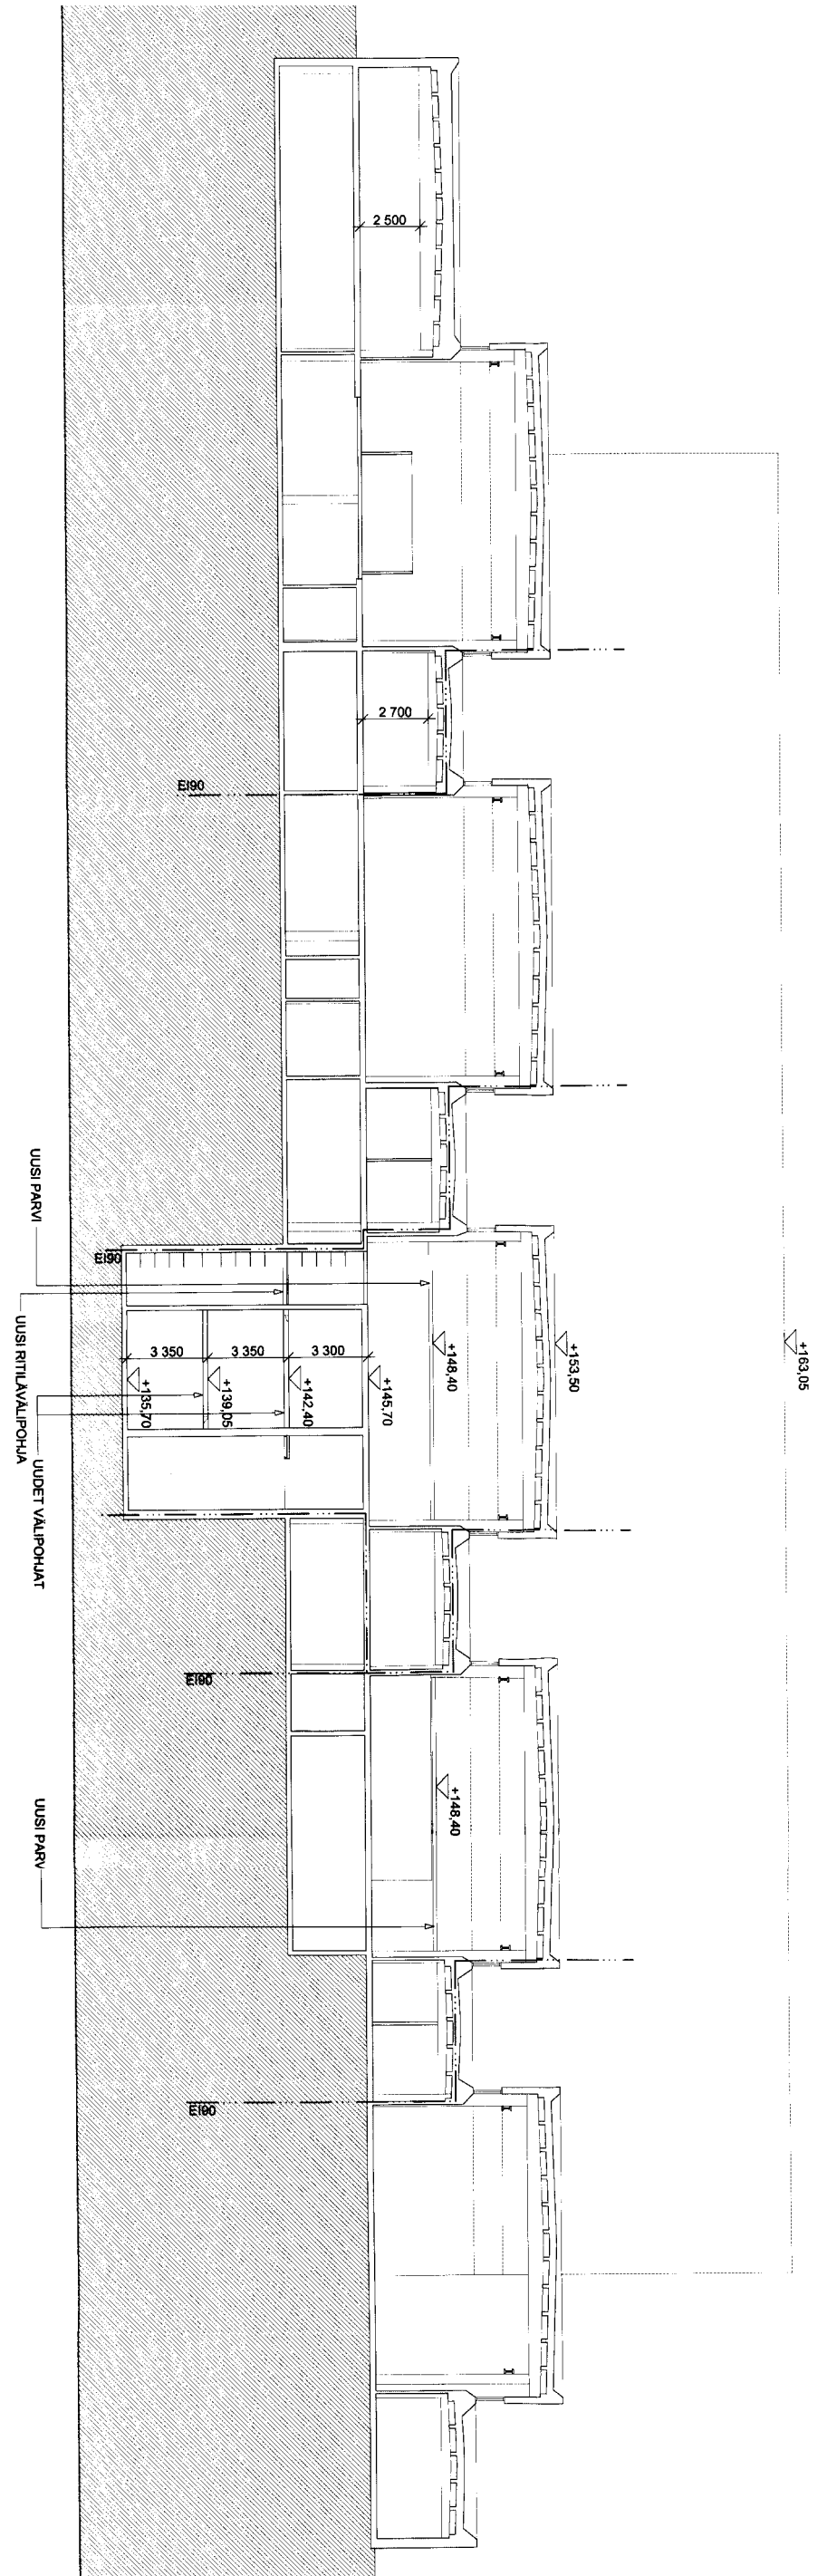 2 500
2 700
EI90
+163,05
+153,50
+148,40
+145,70
+142,40
+139,05
+135,70
3 350
3 350
3 300
EI90
UUSI PARVI
UUSI RITILÄVÄLIPOHJA
UUDET VÄLIPOHJAT
EI90
+148,40
UUSI PARV
EI90